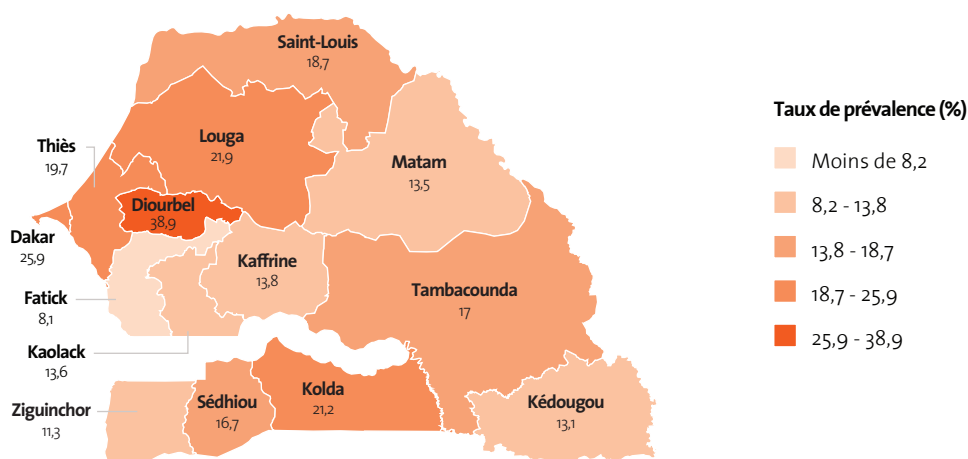 Saint-Louis
18,7
Louga
21,9
Thiès
19,7
Matam
13,5
Diourbel
38,9
Dakar
25,9
Kaffrine
13,8
Tambacounda
17
Fatick
8,1
Kaolack
13,6
Ziguinchor
11,3
Sédhiou
16,7
Kolda
21,2
Kédougou
13,1
Taux de prévalence (%)
Moins de 8,2
8,2 - 13,8
13,8 - 18,7
18,7 - 25,9
25,9 - 38,9